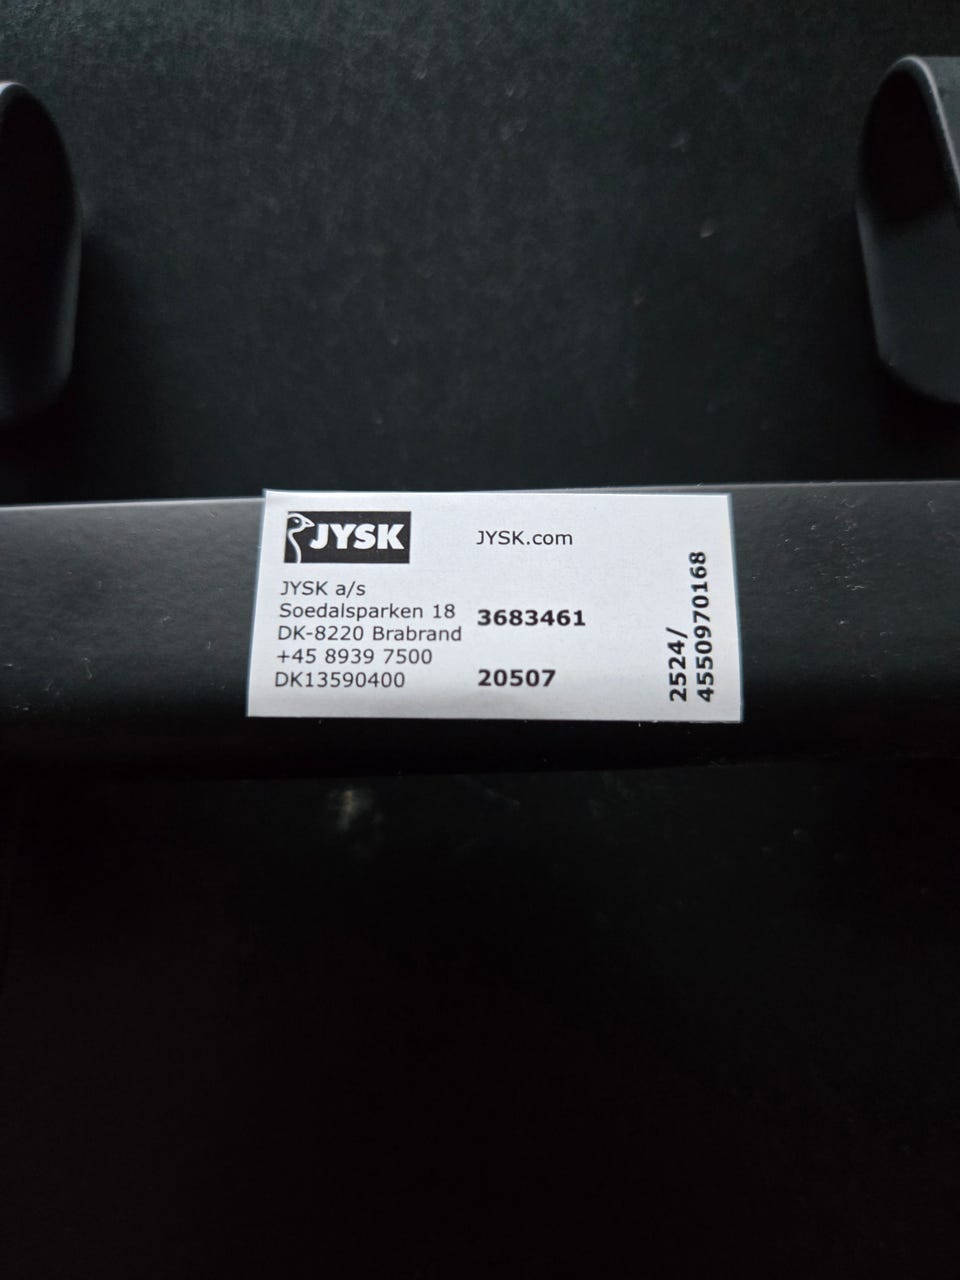 JYSK
JYSK.com
JYSK a/s
Soedalsparken 18
DK-8220 Brabrand
+45 8939 7500
DK13590400
3683461
20507
2524/
4550970168